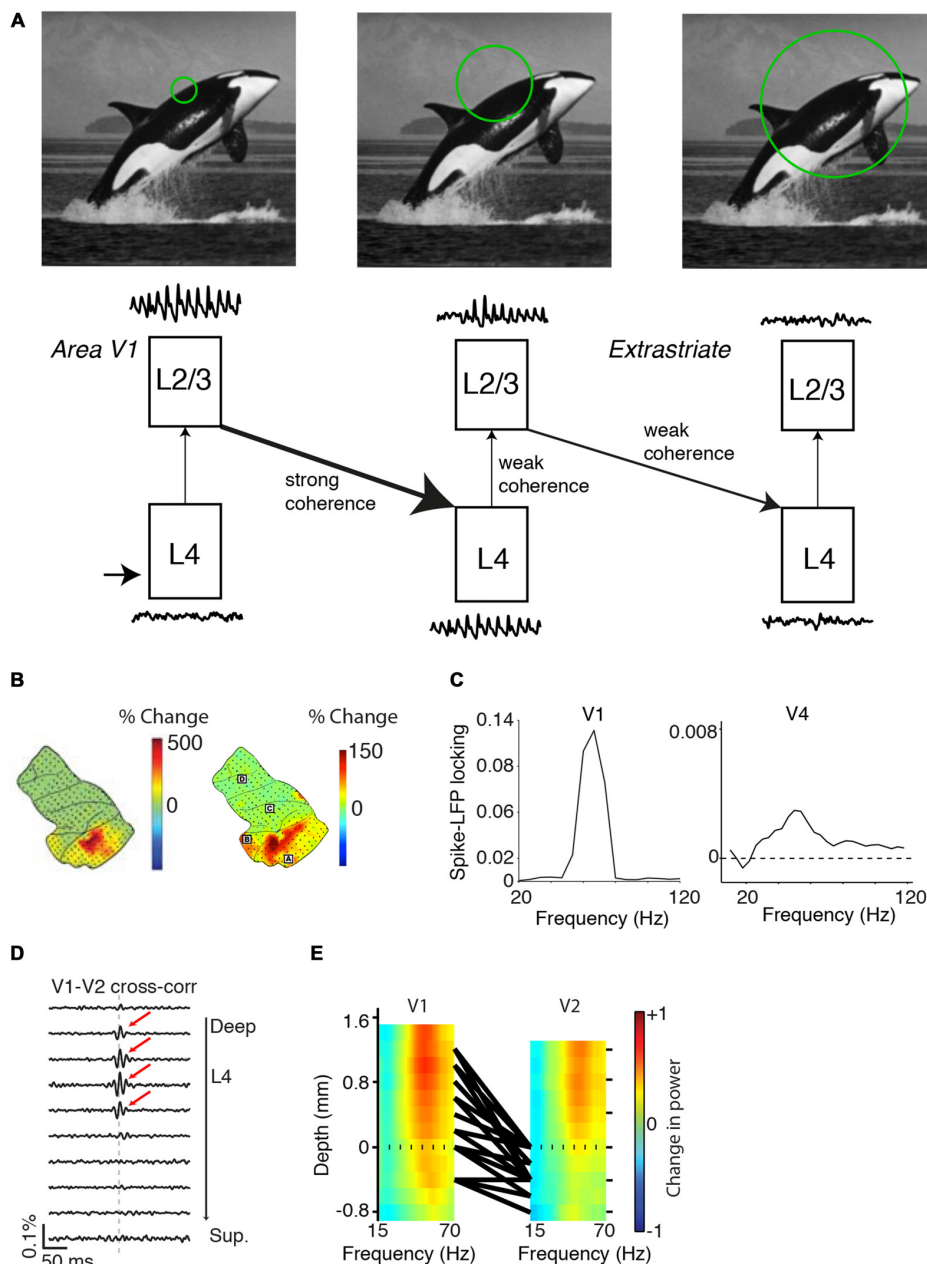 A
Area V1
Extrastriate
L2/3
L2/3
L2/3
strong
coherence
weak
coherence
weak
coherence
L4
L4
L4
B
% Change
% Change
500
0
150
0
D
C
B
A
C
V1
V4
Spike-LFP locking
0.14
0.12
0.08
0.06
0.02
0
20
120
Frequency (Hz)
0.008
0
20
120
Frequency (Hz)
D
V1-V2 cross-corr
Deep
L4
Sup.
0.1%
50 ms
E
V1
V2
Depth (mm)
1.6
0.8
0
-0.8
15
70
Frequency (Hz)
15
70
Frequency (Hz)
+1
0
-1
Change in power